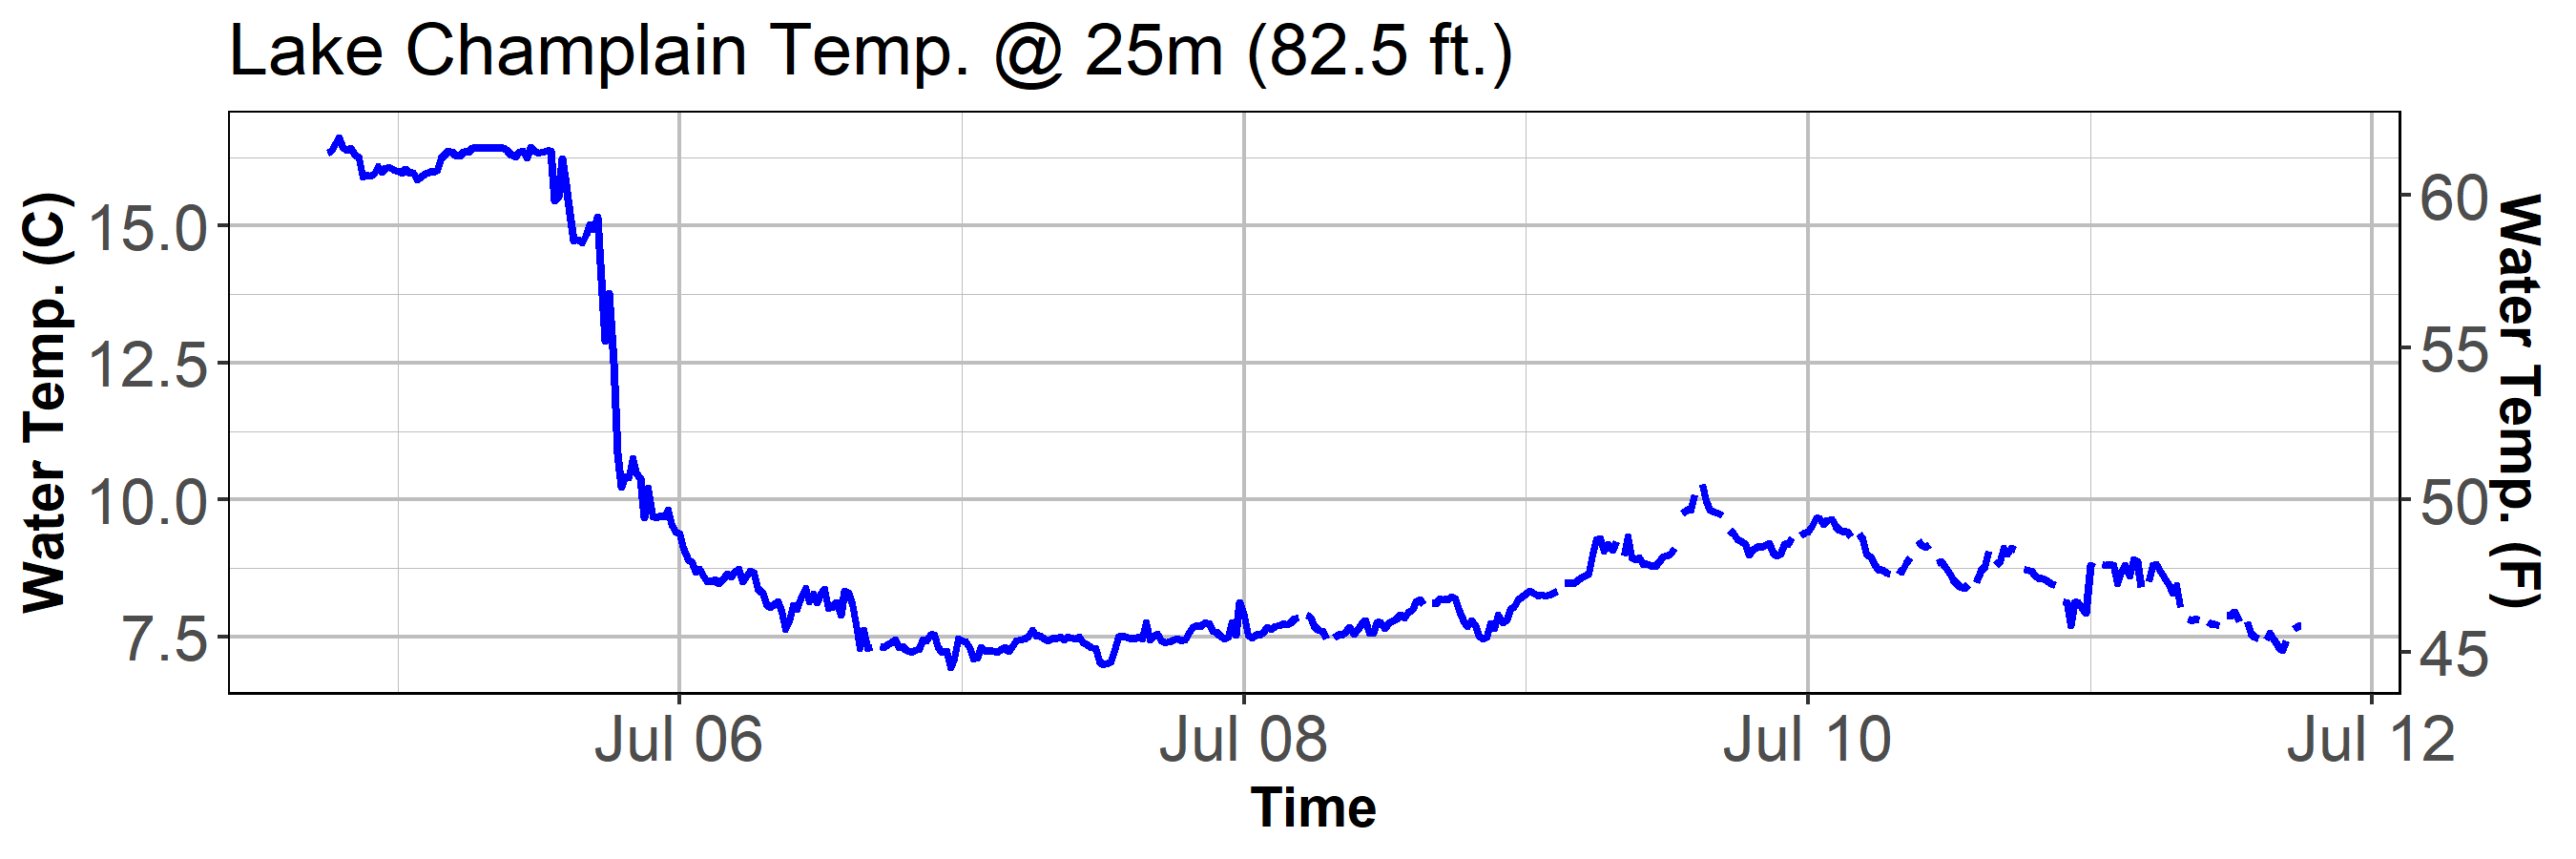 Lake Champlain Temp. @ 25m (82.5 ft.)
Water Temp. (C)
15.0
12.5
10.0
7.5
60
55
50
45
Water Temp. (F)
Jul 06 Jul 08 Jul 10 Jul 12
Time